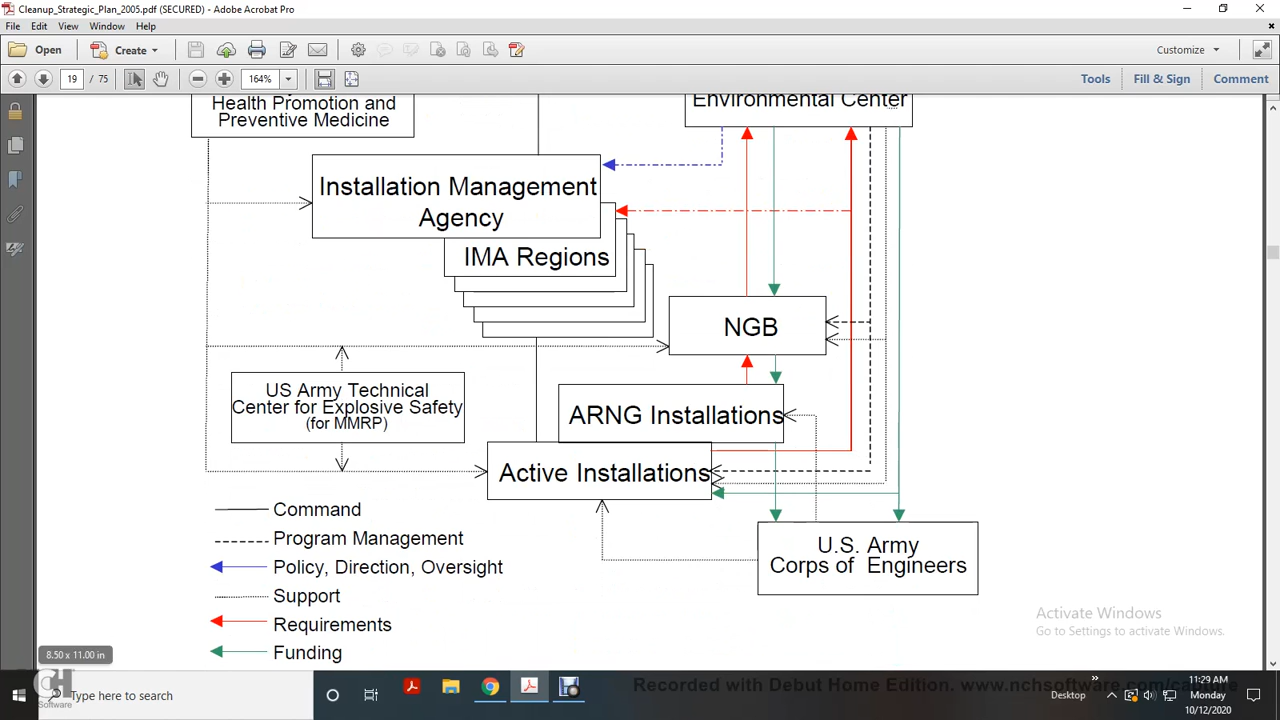 Cleanup_Strategic_Plan_2005.pdf (SECURED) - Adobe Acrobat Pro
File Edit View Window Help
Open Create Customize
19 / 75 164% Tools Fill & Sign Comment
Health Promotion and
Preventive Medicine
Environmental Center
Installation Management
Agency
IMA Regions
NGB
US Army Technical
Center for Explosive Safety
(for MMRP)
ARNG Installations
Active Installations
U.S. Army
Corps of Engineers
Command
Program Management
Policy, Direction, Oversight
Support
Requirements
Funding
Activate Windows
Go to Settings to activate Windows.
8.50 x 11.00 in
Software
Type here to search
Recorded with Debut Home Edition. www.nchsoftware.com/capture
Desktop
11:29 AM
Monday
10/12/2020